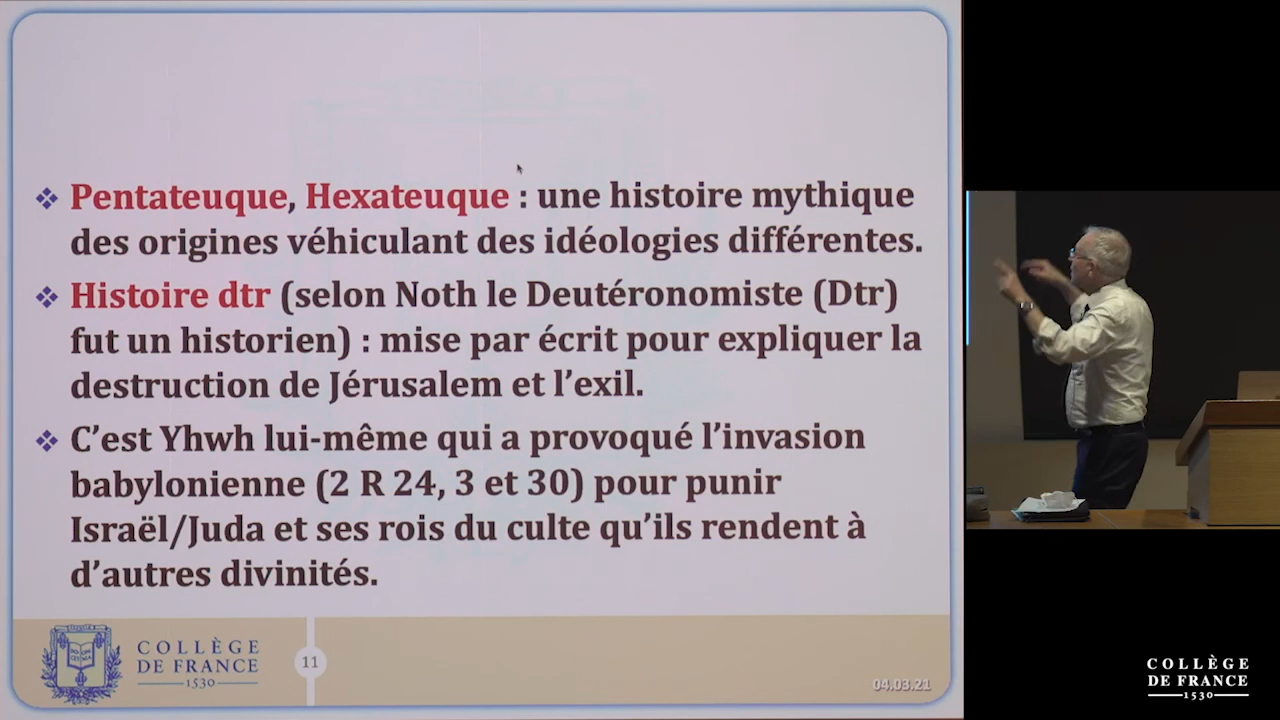 Pentateuque, Hexateuque : une histoire mythique
des origines véhiculant des idéologies différentes.
Histoire dtr (selon Noth le Deutéronomiste (Dtr)
fut un historien) : mise par écrit pour expliquer la
destruction de Jérusalem et l'exil.
C'est Yhwh lui-même qui a provoqué l'invasion
babylonienne (2 R 24, 3 et 30) pour punir
Israël/Juda et ses rois du culte qu'ils rendent à
d'autres divinités.
COLLÈGE
DE FRANCE
1530
11
04.03.21
COLLÈGE
DE FRANCE
1530